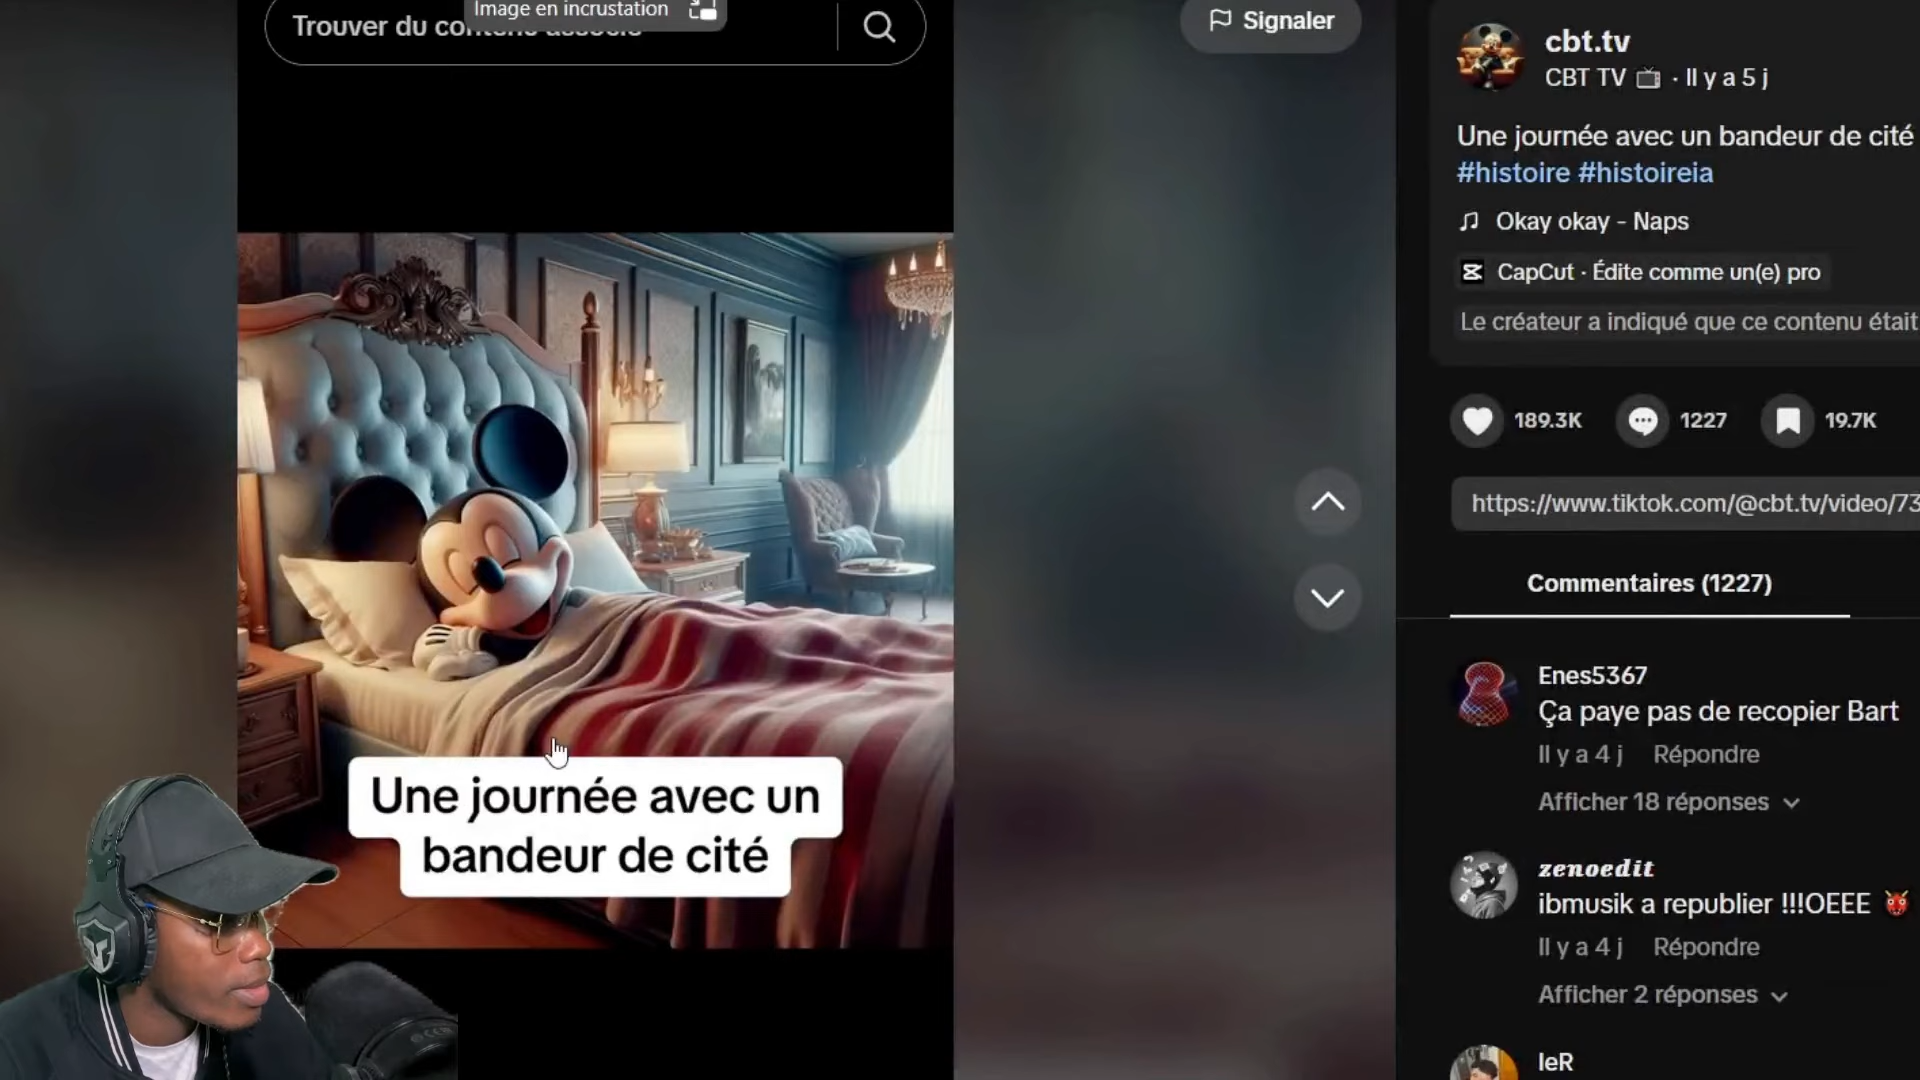 Image en incrustation
Trouver du contenu associé
Signaler
cbt.tv
CBT TV · Il y a 5 j
Une journée avec un bandeur de cité
#histoire #histoireia
Okay okay - Naps
CapCut · Édite comme un(e) pro
Le créateur a indiqué que ce contenu était
189.3K
1227
19.7K
https://www.tiktok.com/@cbt.tv/video/73
Commentaires (1227)
Enes5367
Ça paye pas de recopier Bart
Il y a 4 j Répondre
Afficher 18 réponses
zenoedit
ibmusik a republier !!!OEEE 👹
Il y a 4 j Répondre
Afficher 2 réponses
leR
Une journée avec un
bandeur de cité